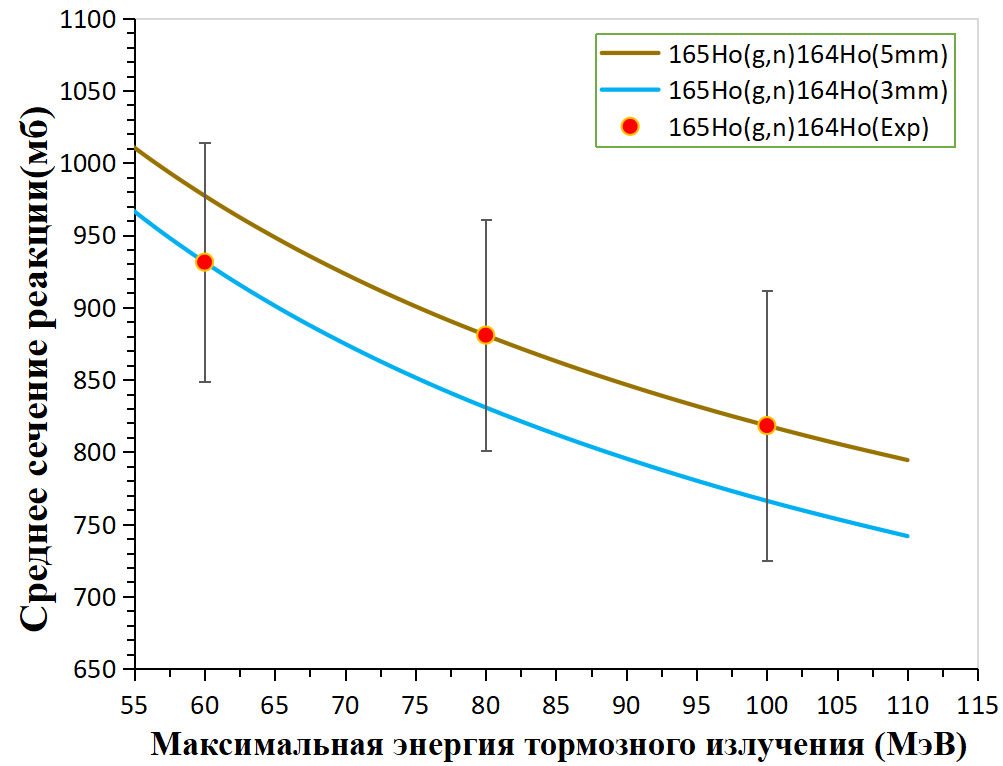 1100
1050
1000
950
900
850
800
750
700
650
Среднее сечение реакции(мб)
165Ho(g,n)164Ho(5mm)
165Ho(g,n)164Ho(3mm)
165Ho(g,n)164Ho(Exp)
55 60 65 70 75 80 85 90 95 100 105 110 115
Максимальная энергия тормозного излучения (МэВ)